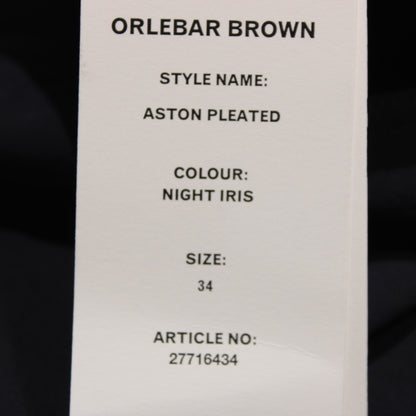 ORLEBAR BROWN
STYLE NAME:
ASTON PLEATED
COLOUR:
NIGHT IRIS
SIZE:
34
ARTICLE NO:
27716434